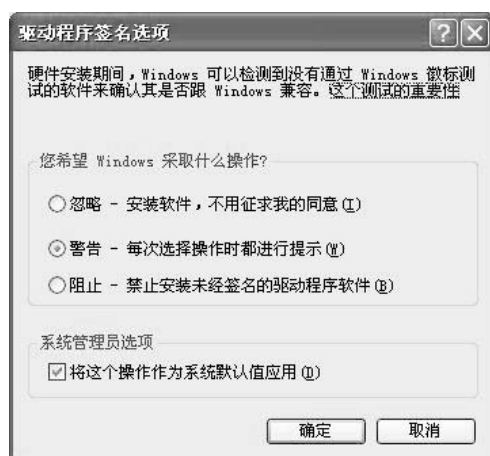 驱动程序签名选项
硬件安装期间，Windows 可以检测到没有通过 Windows 徽标测
试的软件来确认其是否跟 Windows 兼容。这个测试的重要性
您希望 Windows 采取什么操作?
忽略 - 安装软件，不用征求我的同意(I)
警告 - 每次选择操作时都进行提示(W)
阻止 - 禁止安装未经签名的驱动程序软件(B)
系统管理员选项
将这个操作作为系统默认值应用(D)
确定 取消